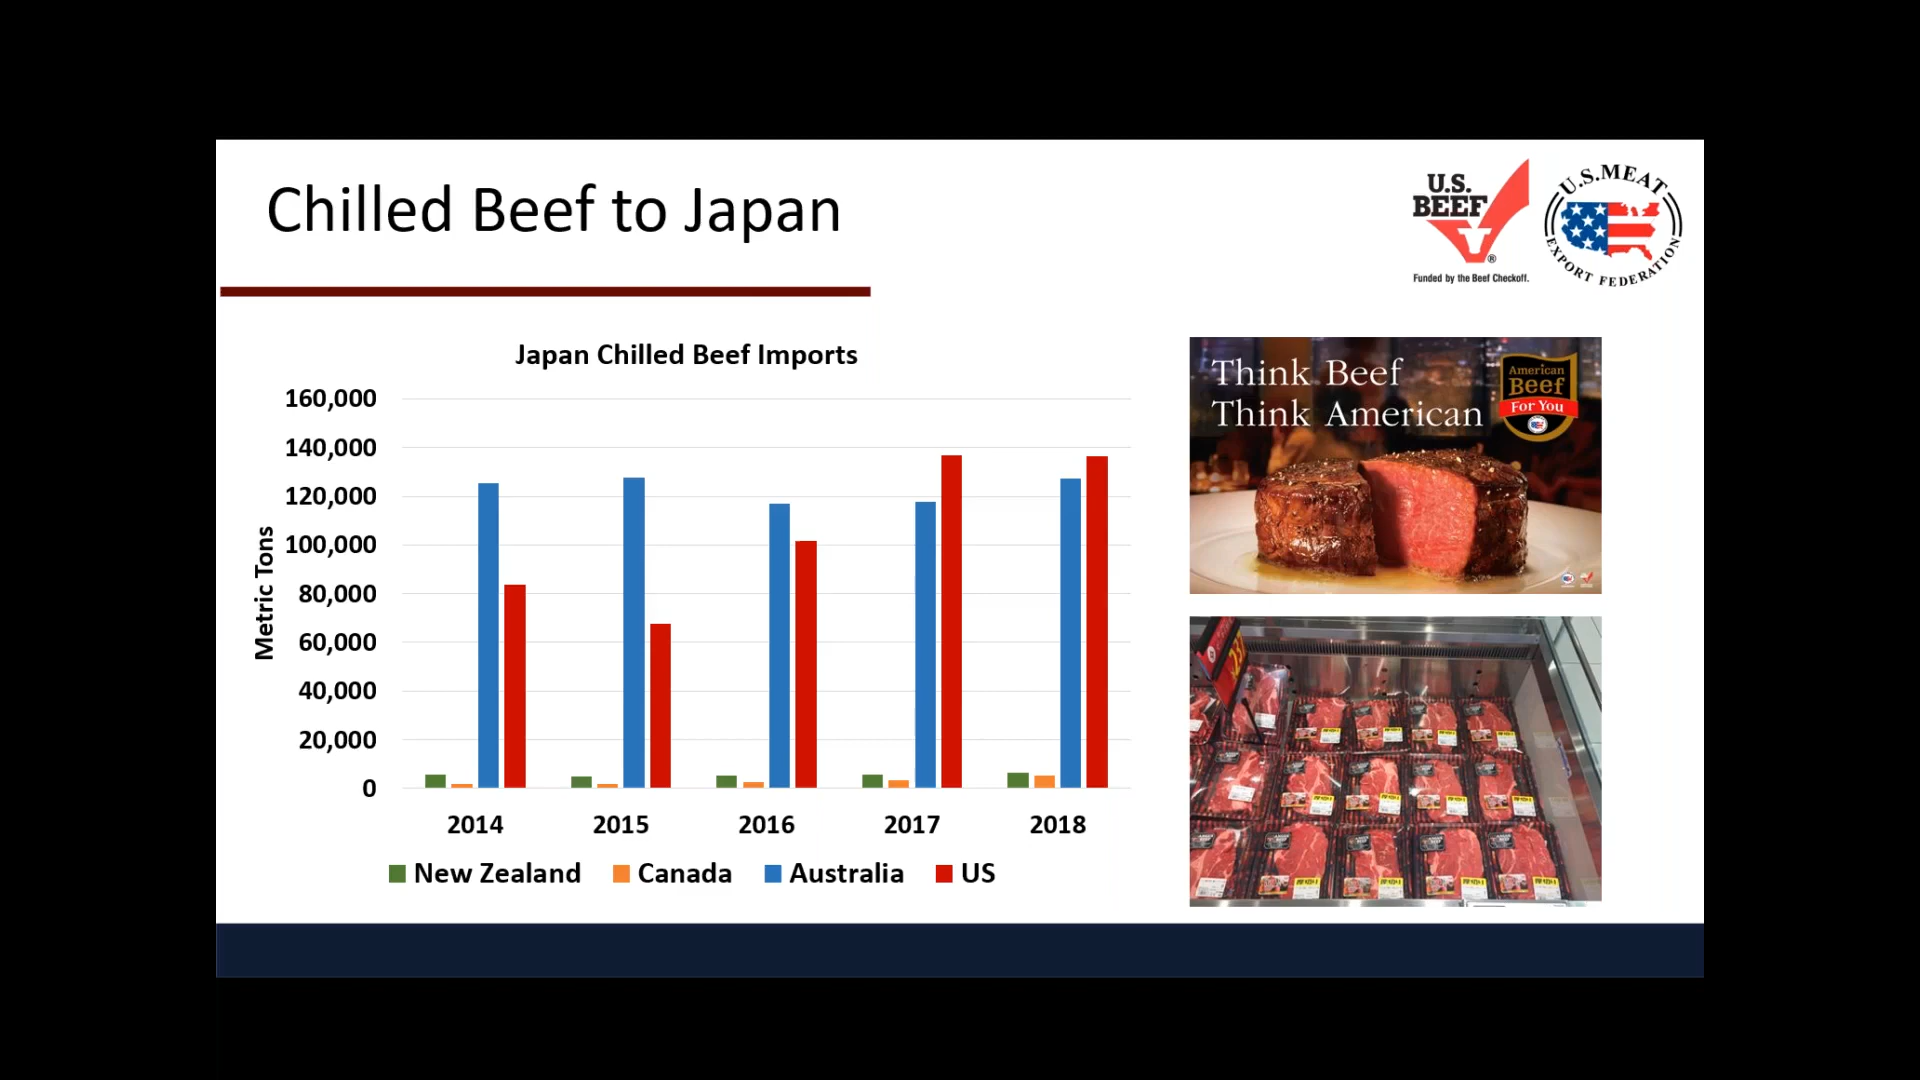 Chilled Beef to Japan
U.S.
BEEF
®
Funded by the Beef Checkoff.
U.S. MEAT
EXPORT FEDERATION
Japan Chilled Beef Imports
Metric Tons
160,000
140,000
120,000
100,000
80,000
60,000
40,000
20,000
0
2014 2015 2016 2017 2018
New Zealand Canada Australia US
Think Beef
Think American
American
Beef
For You